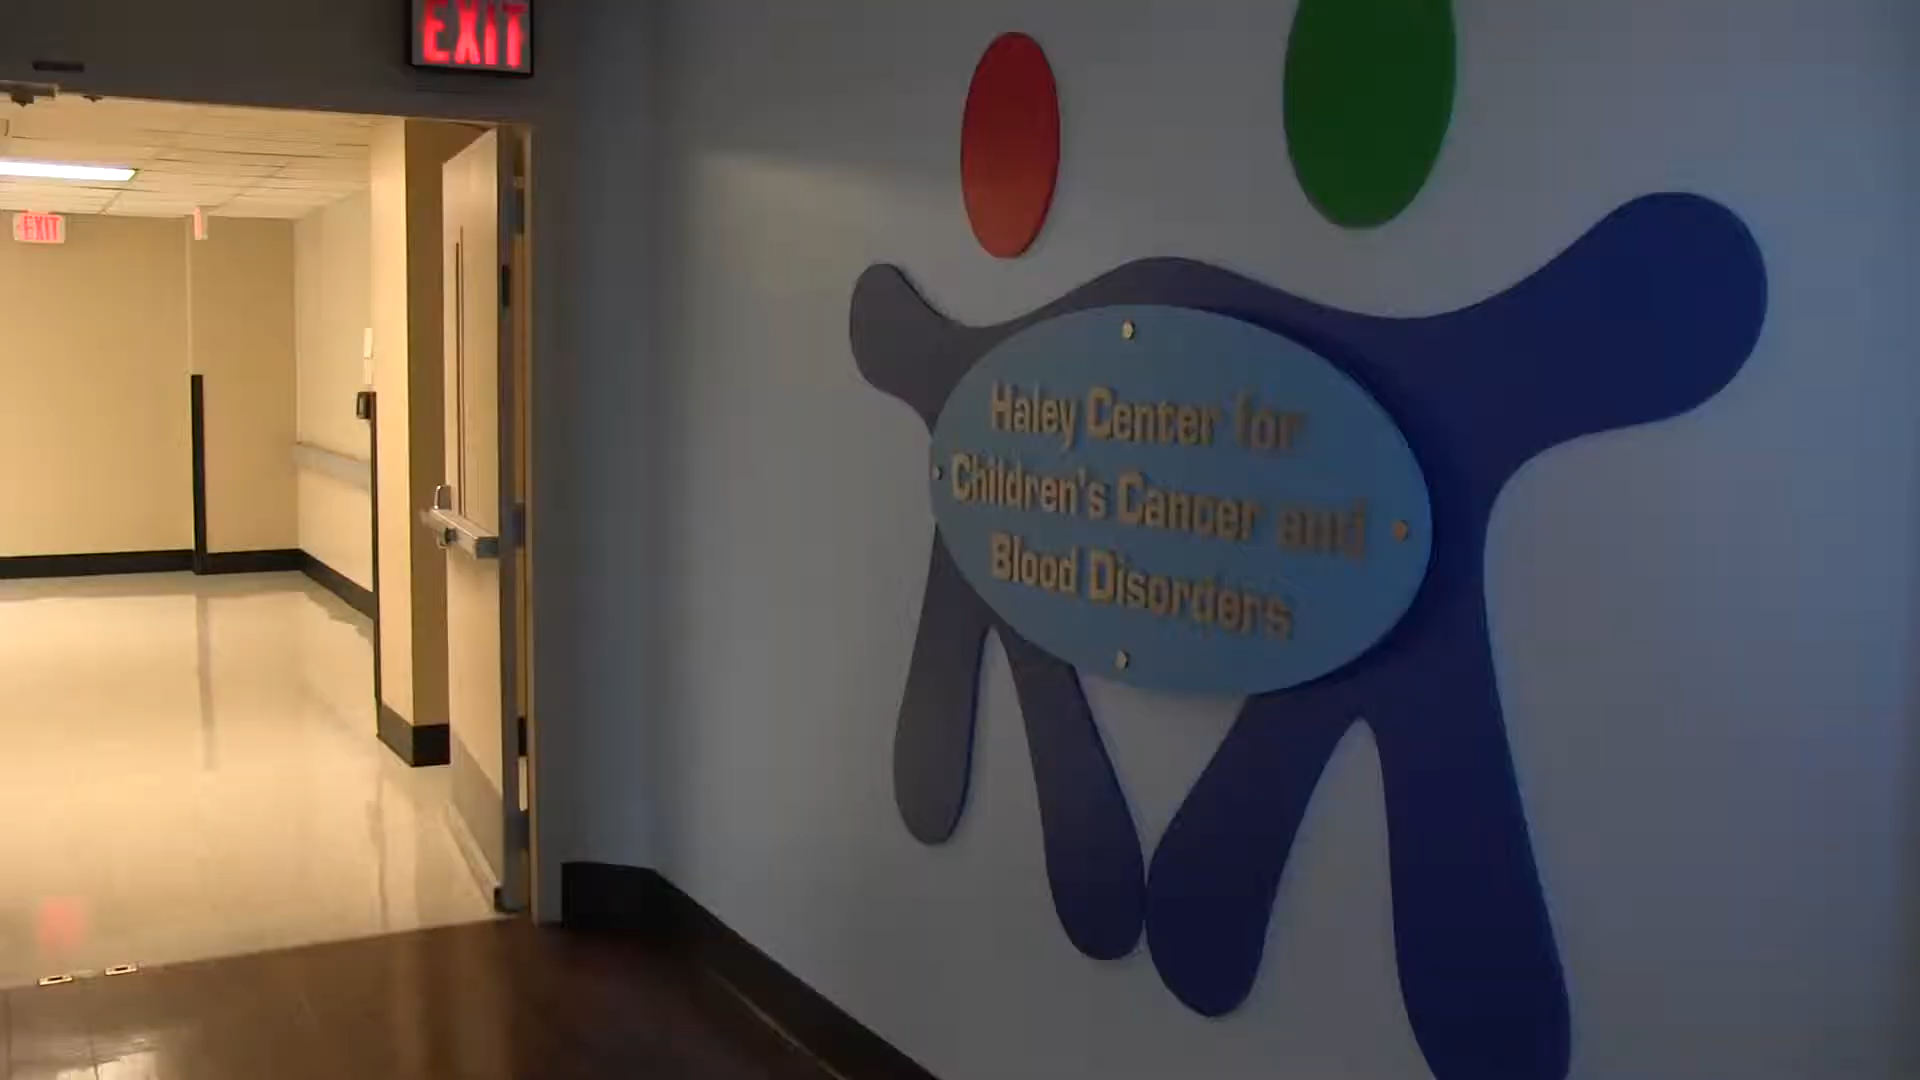 EXIT
EXIT
Haley Center for
Children's Cancer and
Blood Disorders